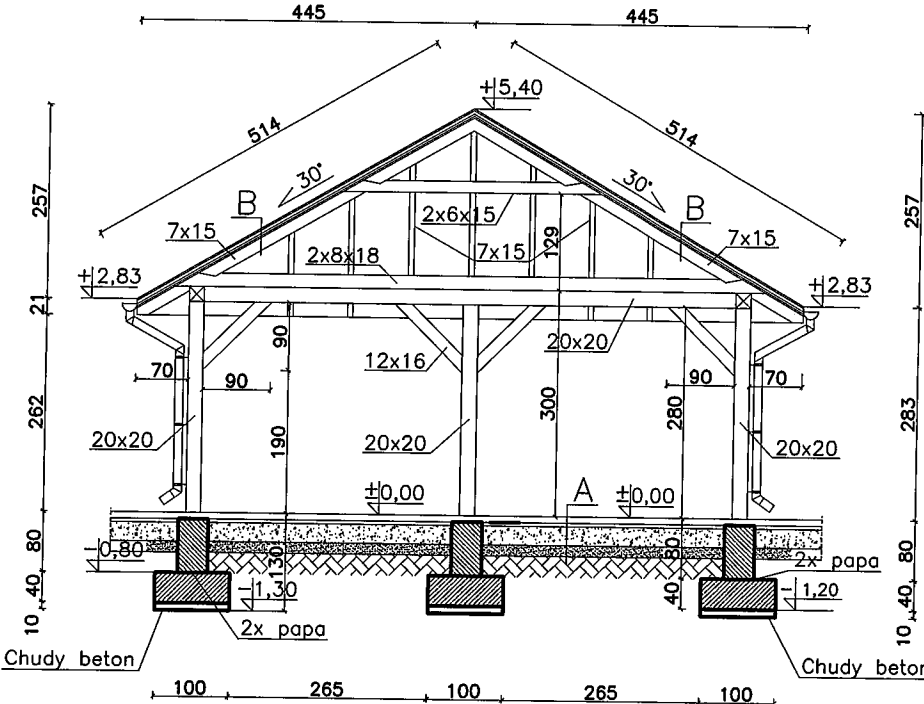 445
445
+5,40
514
514
30°
30°
257
257
B
B
2x6x15
7x15
7x15
7x15
129
2x8x18
+2,83
+2,83
21
90
20x20
12x16
70
90
90
70
262
283
300
280
190
20x20
20x20
20x20
±0,00
±0,00
A
80
80
80
-0,80
130
2x papa
40
40
40
-1,30
-1,20
10
10
2x papa
Chudy beton
Chudy beton
100
265
100
265
100